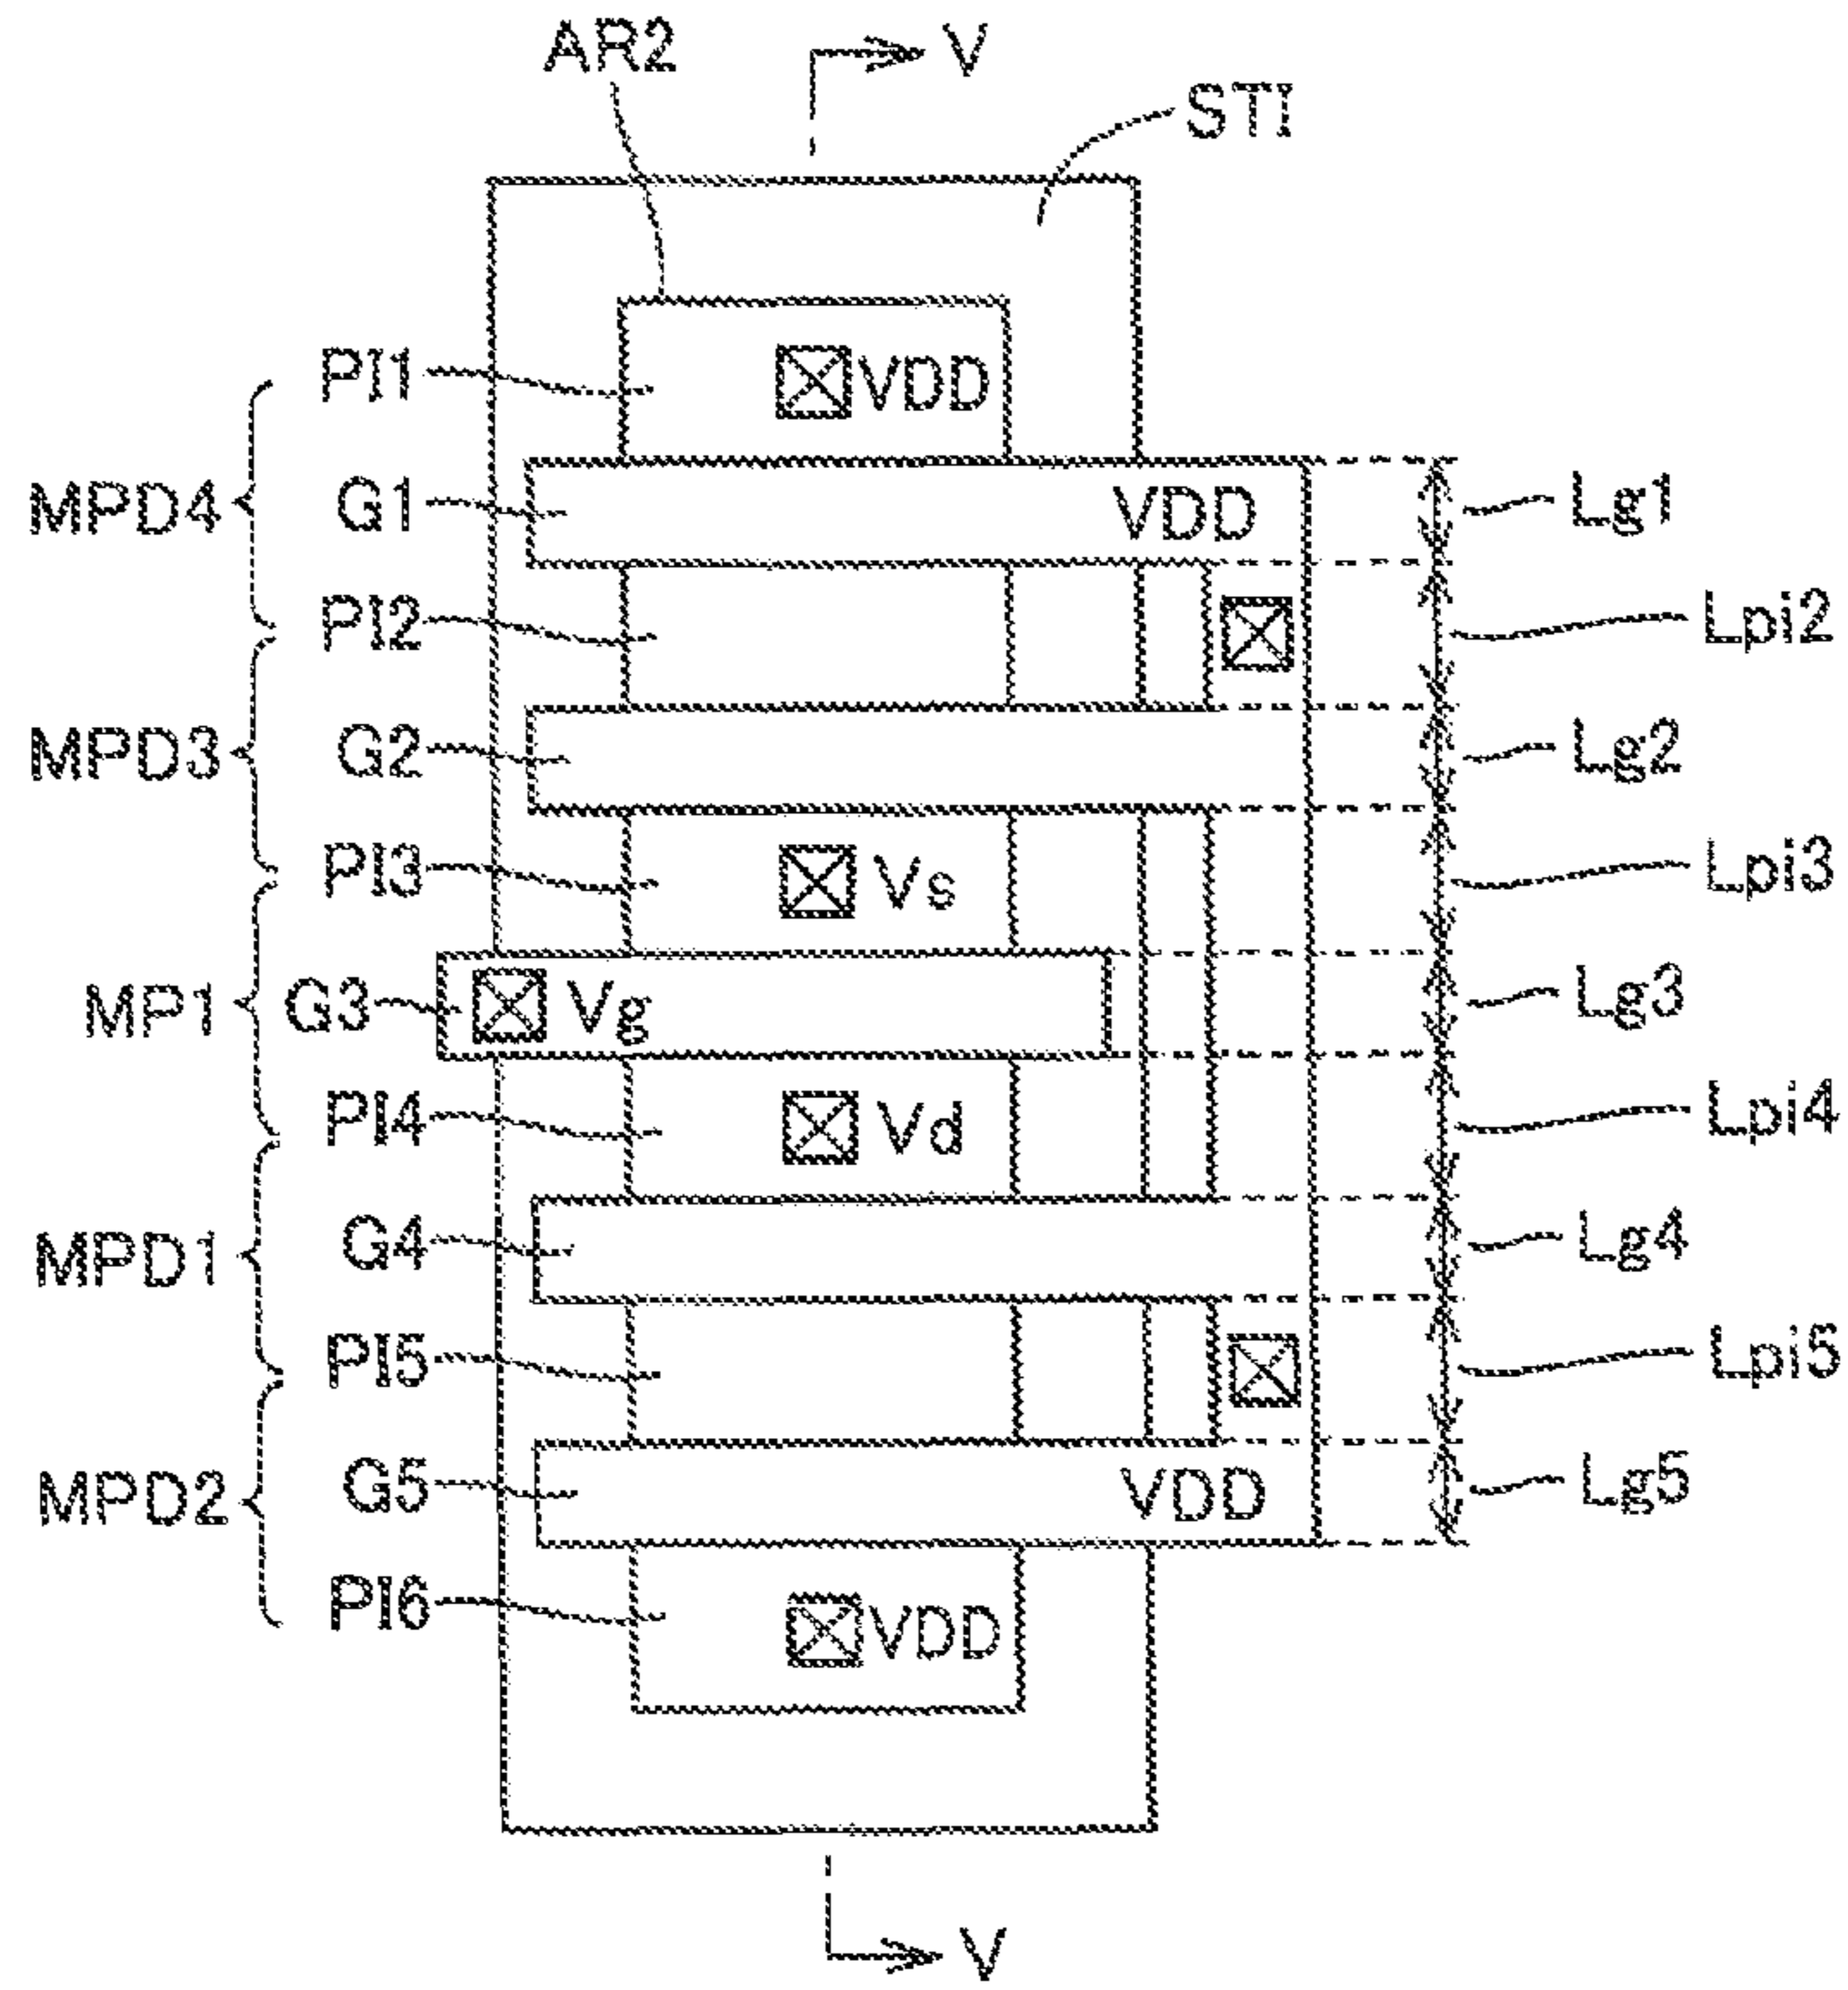 AR2
V
STI
PI1
VDD
MPD4
G1
VDD
Lg1
PI2
Lpi2
MPD3
G2
Lg2
PI3
Vs
Lpi3
MP1
G3
Vg
Lg3
PI4
Vd
Lpi4
MPD1
G4
Lg4
PI5
Lpi5
MPD2
G5
VDD
Lg5
PI6
VDD
V